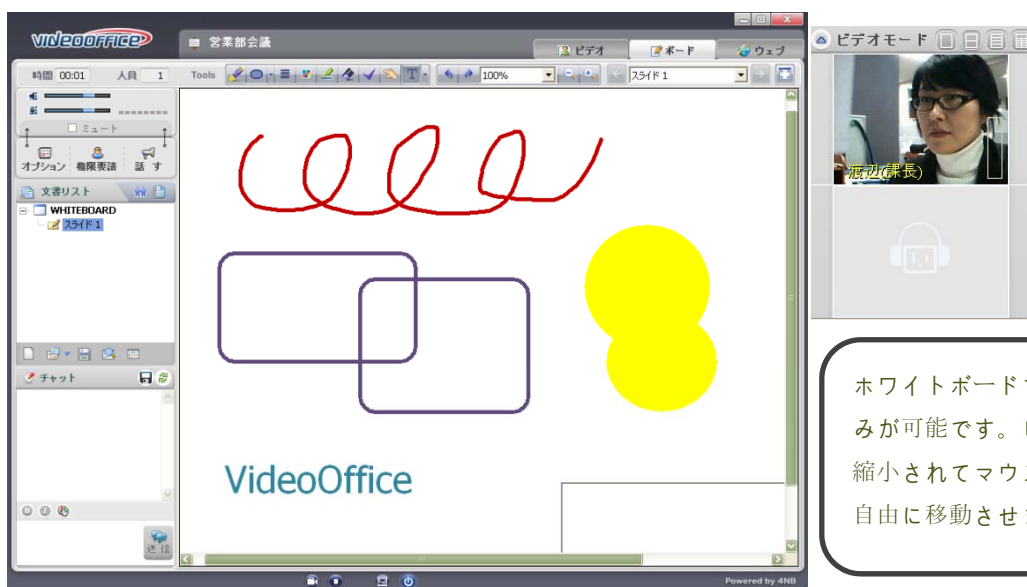 VIDEOOFFICE
営業部会議
ビデオ
ボード
ウェブ
時間 00:01 人員 1
Tools
100%
スライド 1
ミュート
オプション 権限要請 話 す
文書リスト
WHITEBOARD
スライド 1
チャット
送 信
VideoOffice
Powered by 4NB
ビデオモード
渡辺(課長)
ホワイトボード
みが可能です。
縮小されてマウ
自由に移動させ